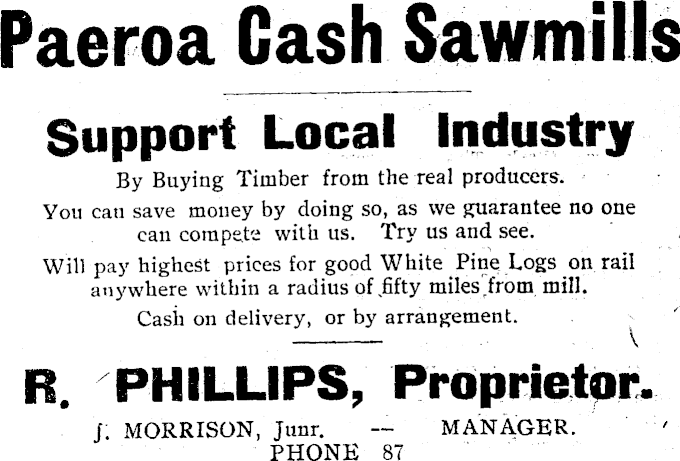 Paeroa Cash Sawmills
Support Local Industry
By Buying Timber from the real producers.
You can save money by doing so, as we guarantee no one
can compete with us. Try us and see.
Will pay highest prices for good White Pine Logs on rail
anywhere within a radius of fifty miles from mill.
Cash on delivery, or by arrangement.
R. PHILLIPS, Proprietor.
J. MORRISON, Junr. — MANAGER.
PHONE 87